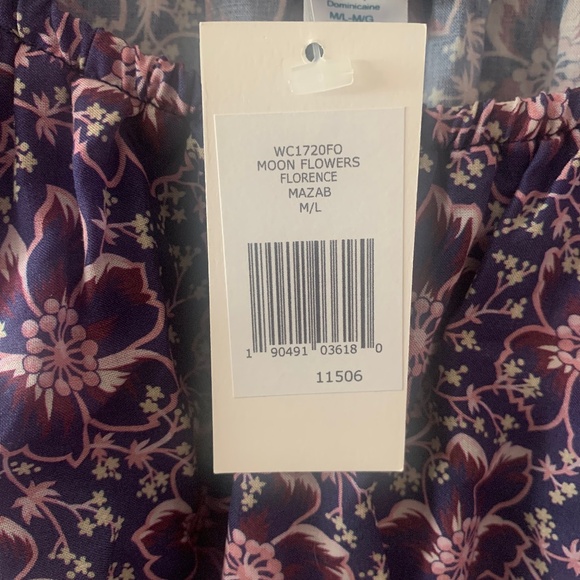 Dominicaine
M/L-M/G
WC1720FO
MOON FLOWERS
FLORENCE
MAZAB
M/L
1 90491 03618 0
11506